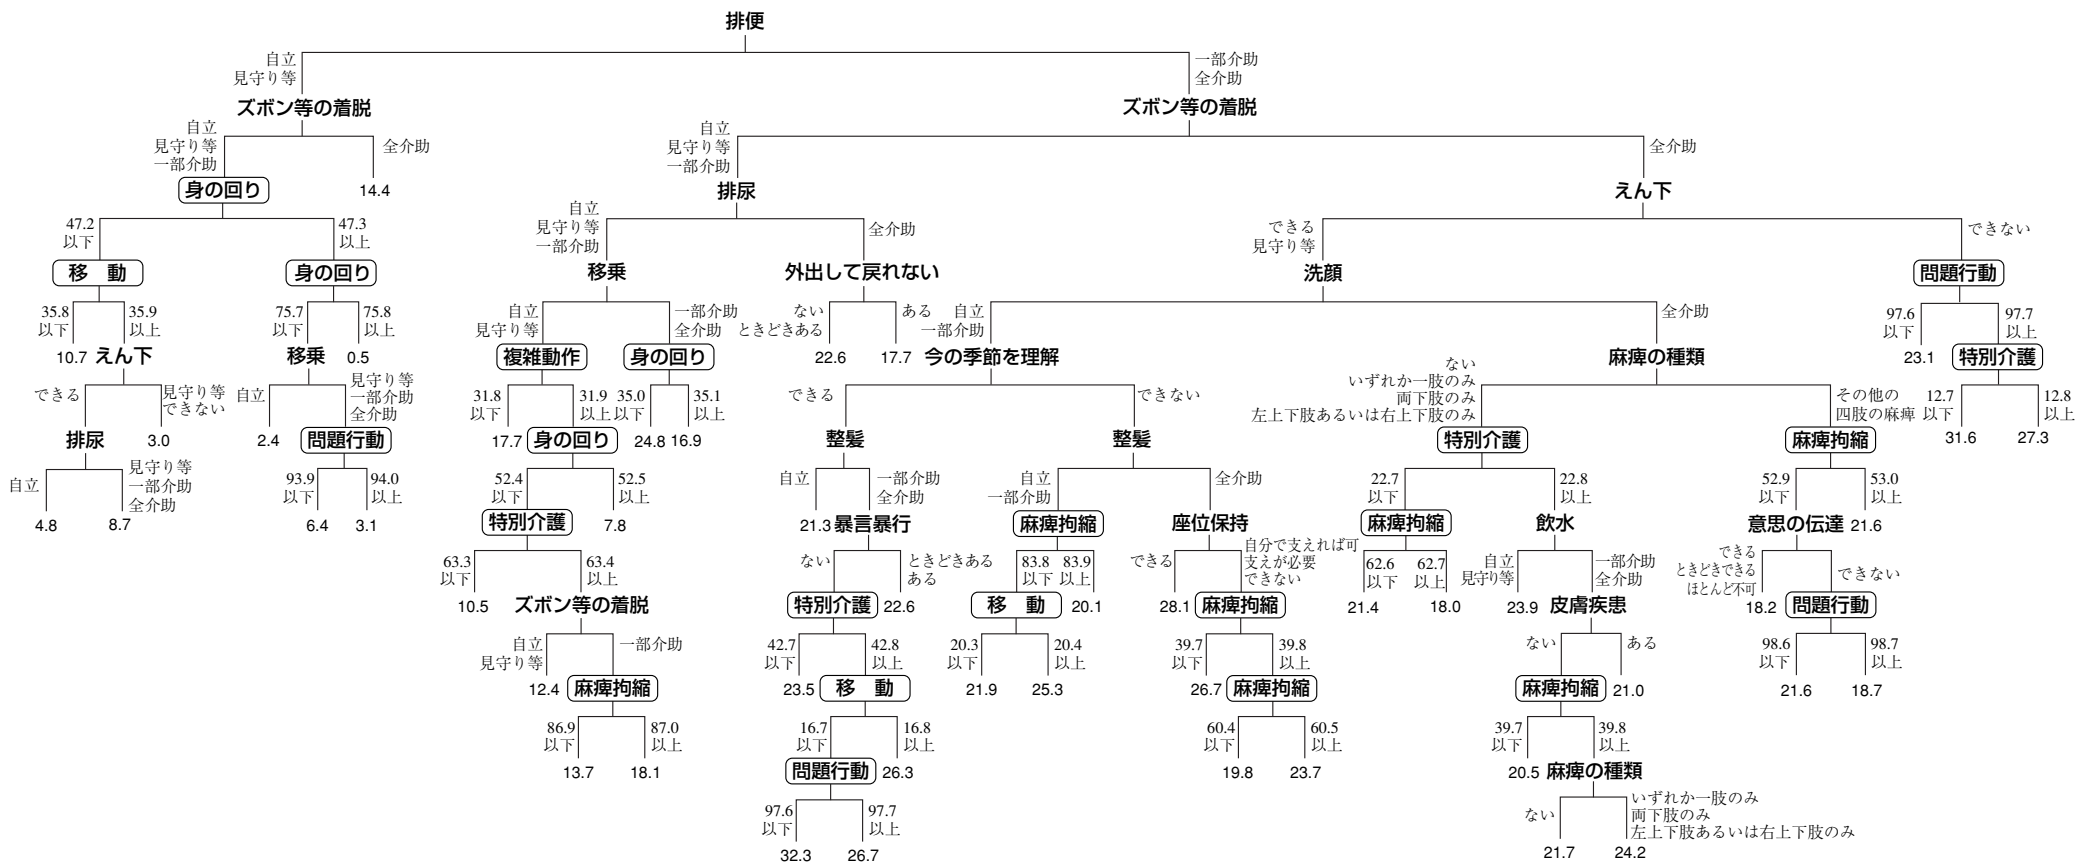 排便
自立
見守り等
一部介助
全介助
ズボン等の着脱
ズボン等の着脱
自立
見守り等
一部介助
全介助
自立
見守り等
一部介助
全介助
身の回り
14.4
排尿
えん下
47.2
以下
47.3
以上
自立
見守り等
一部介助
全介助
できる
見守り等
できない
移 動
身の回り
移乗
外出して戻れない
洗顔
問題行動
35.8
以下
35.9
以上
75.7
以下
75.8
以上
自立
見守り等
一部介助
全介助
ない
ときどきある
ある
自立
一部介助
全介助
97.6
以下
97.7
以上
10.7
えん下
移乗
0.5
複雑動作
身の回り
22.6
17.7
今の季節を理解
麻痺の種類
23.1
特別介護
できる
見守り等
できない
自立
見守り等
一部介助
全介助
31.8
以下
31.9
以上
35.0
以下
35.1
以上
できる
できない
ない
いずれか一肢のみ
両下肢のみ
左上下肢あるいは右上下肢のみ
その他の
四肢の麻痺
12.7
以下
12.8
以上
排尿
3.0
2.4
問題行動
17.7
身の回り
24.8
16.9
整髪
整髪
特別介護
麻痺拘縮
31.6
27.3
自立
見守り等
一部介助
全介助
93.9
以下
94.0
以上
52.4
以下
52.5
以上
自立
一部介助
全介助
自立
一部介助
全介助
22.7
以下
22.8
以上
52.9
以下
53.0
以上
4.8
8.7
6.4
3.1
特別介護
7.8
21.3
暴言暴行
麻痺拘縮
座位保持
麻痺拘縮
飲水
意思の伝達
21.6
63.3
以下
63.4
以上
ない
ときどきある
ある
83.8
以下
83.9
以上
できる
自分で支えれば可
支えが必要
できない
62.6
以下
62.7
以上
自立
見守り等
一部介助
全介助
できる
ときどきできる
ほとんど不可
できない
10.5
ズボン等の着脱
特別介護
22.6
移 動
20.1
28.1
麻痺拘縮
21.4
18.0
23.9
皮膚疾患
18.2
問題行動
自立
見守り等
一部介助
42.7
以下
42.8
以上
20.3
以下
20.4
以上
39.7
以下
39.8
以上
ない
ある
98.6
以下
98.7
以上
12.4
麻痺拘縮
23.5
移 動
21.9
25.3
26.7
麻痺拘縮
麻痺拘縮
21.0
21.6
18.7
86.9
以下
87.0
以上
16.7
以下
16.8
以上
60.4
以下
60.5
以上
39.7
以下
39.8
以上
13.7
18.1
問題行動
26.3
19.8
23.7
20.5
麻痺の種類
97.6
以下
97.7
以上
ない
いずれか一肢のみ
両下肢のみ
左上下肢あるいは右上下肢のみ
32.3
26.7
21.7
24.2